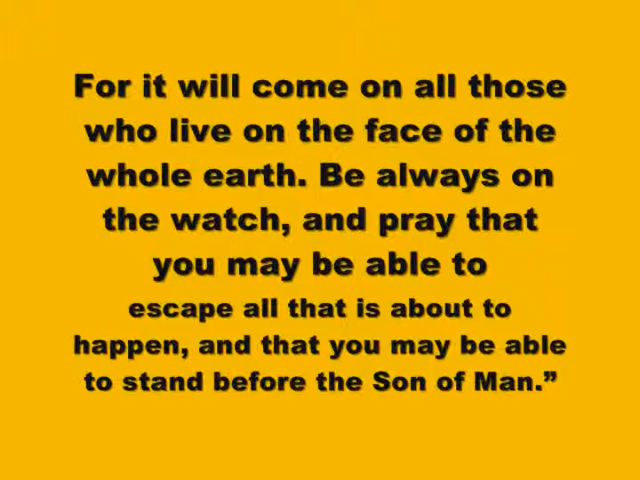 For it will come on all those
who live on the face of the
whole earth. Be always on
the watch, and pray that
you may be able to
escape all that is about to
happen, and that you may be able
to stand before the Son of Man.”